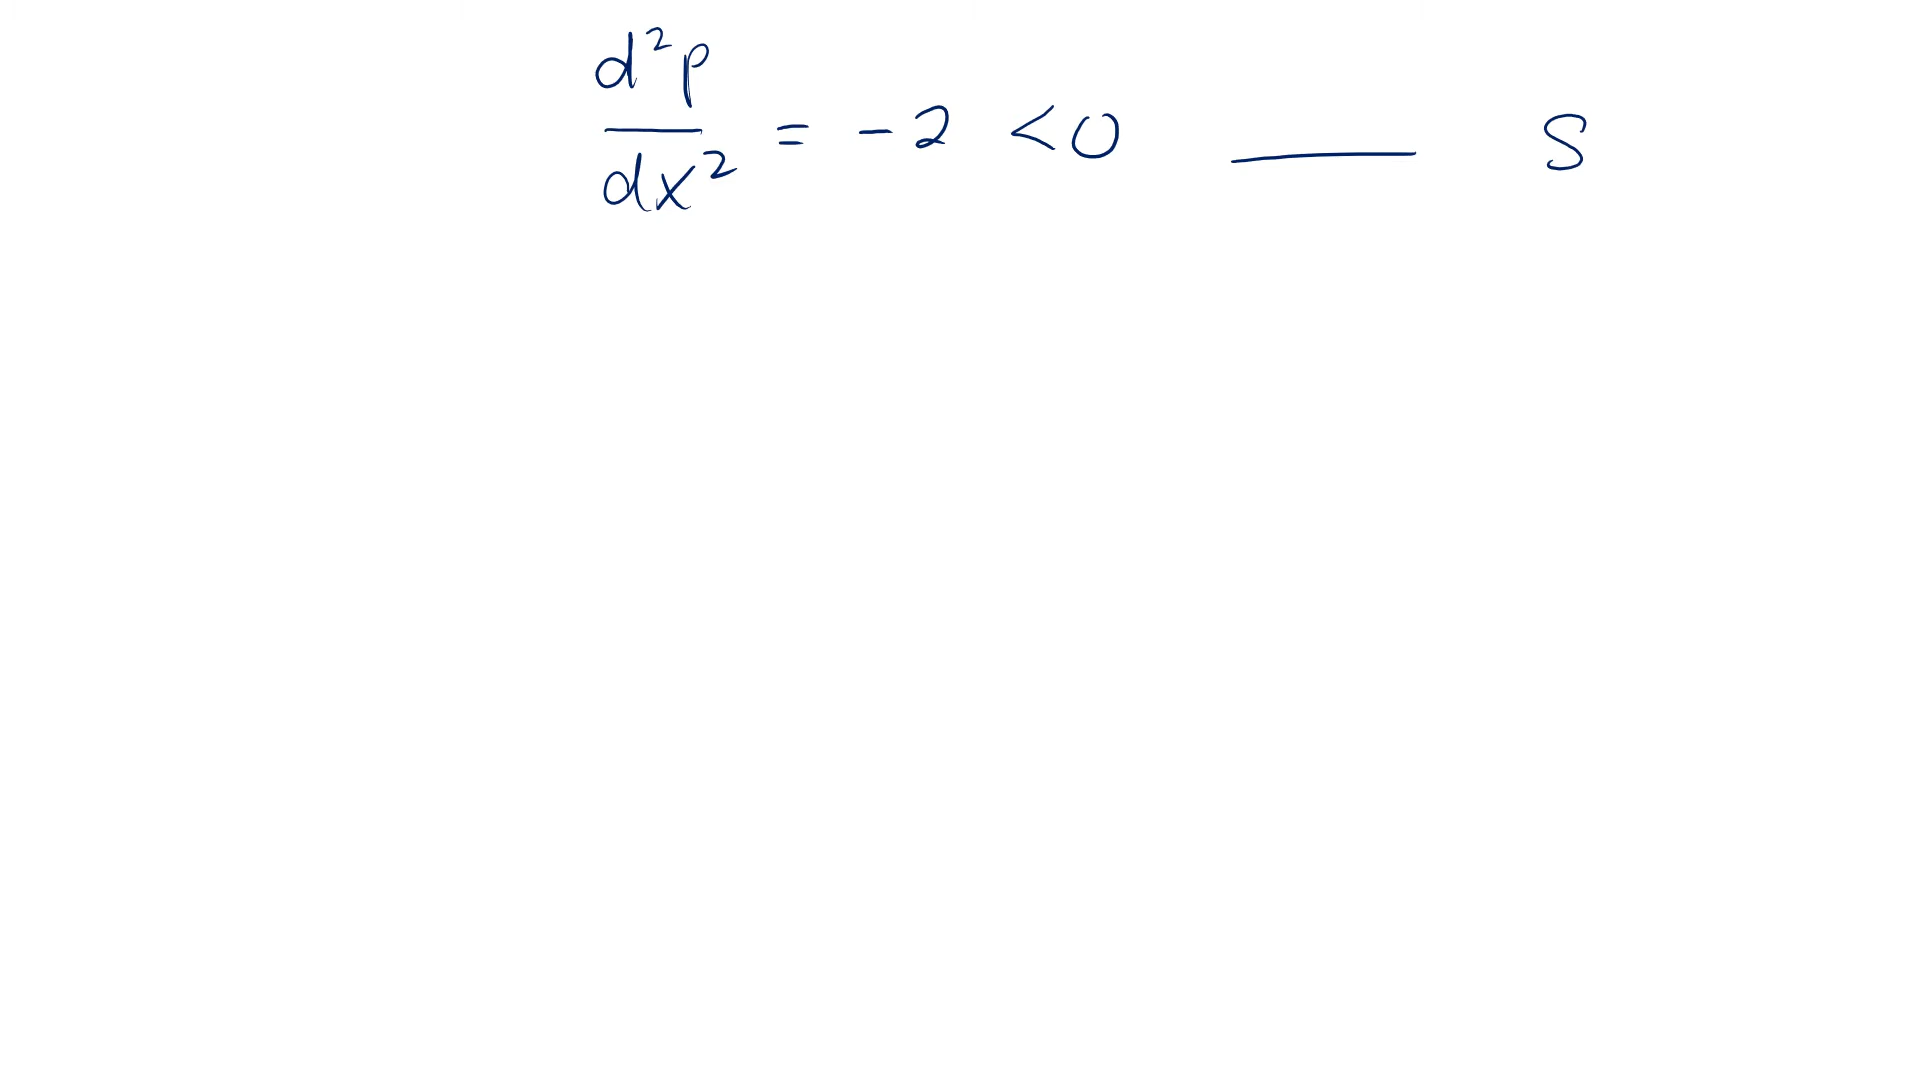 d²p/dx² = -2 < 0 —— S